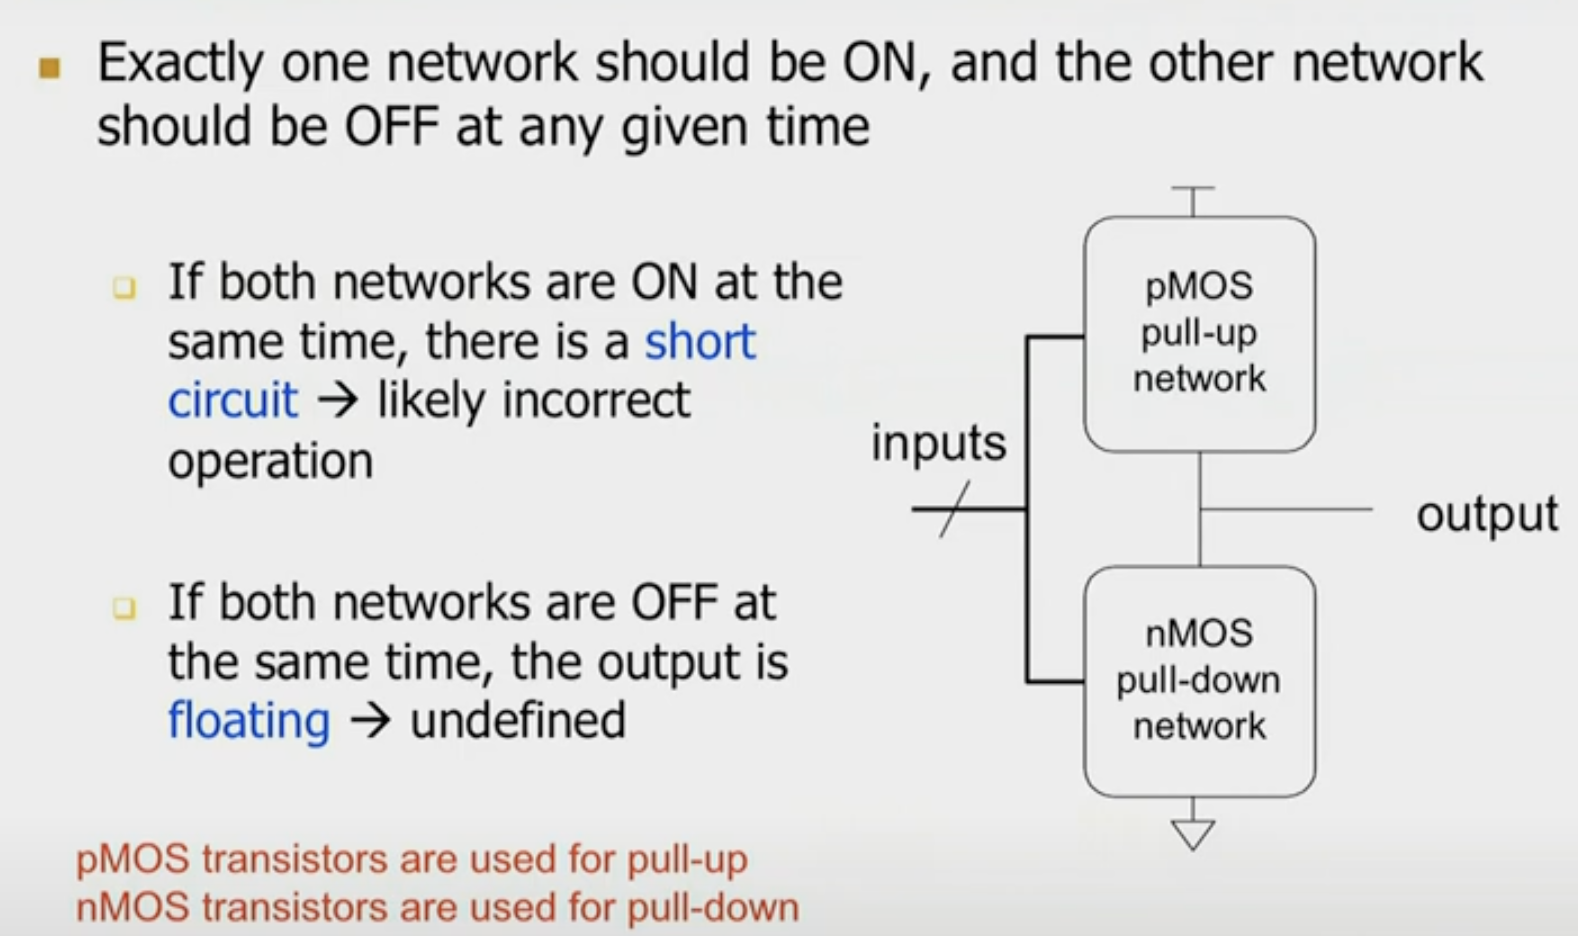 Exactly one network should be ON, and the other network
should be OFF at any given time
If both networks are ON at the
same time, there is a short
circuit → likely incorrect
operation
If both networks are OFF at
the same time, the output is
floating → undefined
pMOS transistors are used for pull-up
nMOS transistors are used for pull-down
inputs
pMOS
pull-up
network
output
nMOS
pull-down
network